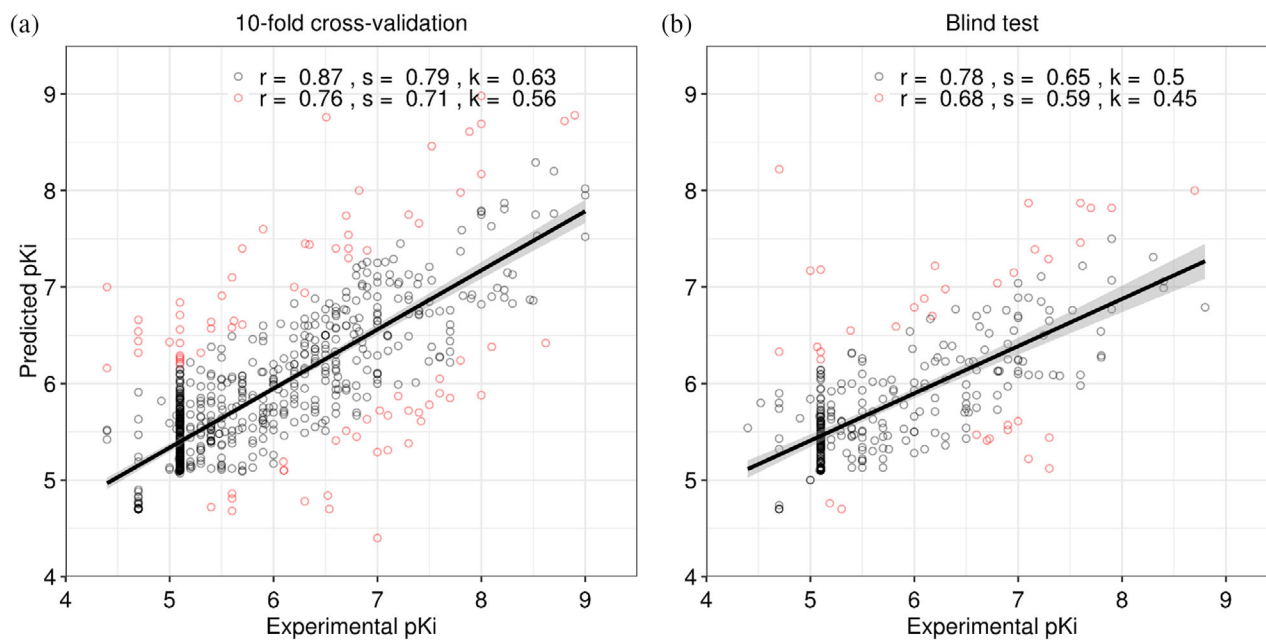 (a) 10-fold cross-validation
r = 0.87 , s = 0.79 , k = 0.63
r = 0.76 , s = 0.71 , k = 0.56
9
8
7
6
5
4
Predicted pKi
4 5 6 7 8 9
Experimental pKi
(b) Blind test
r = 0.78 , s = 0.65 , k = 0.5
r = 0.68 , s = 0.59 , k = 0.45
9
8
7
6
5
4
4 5 6 7 8 9
Experimental pKi